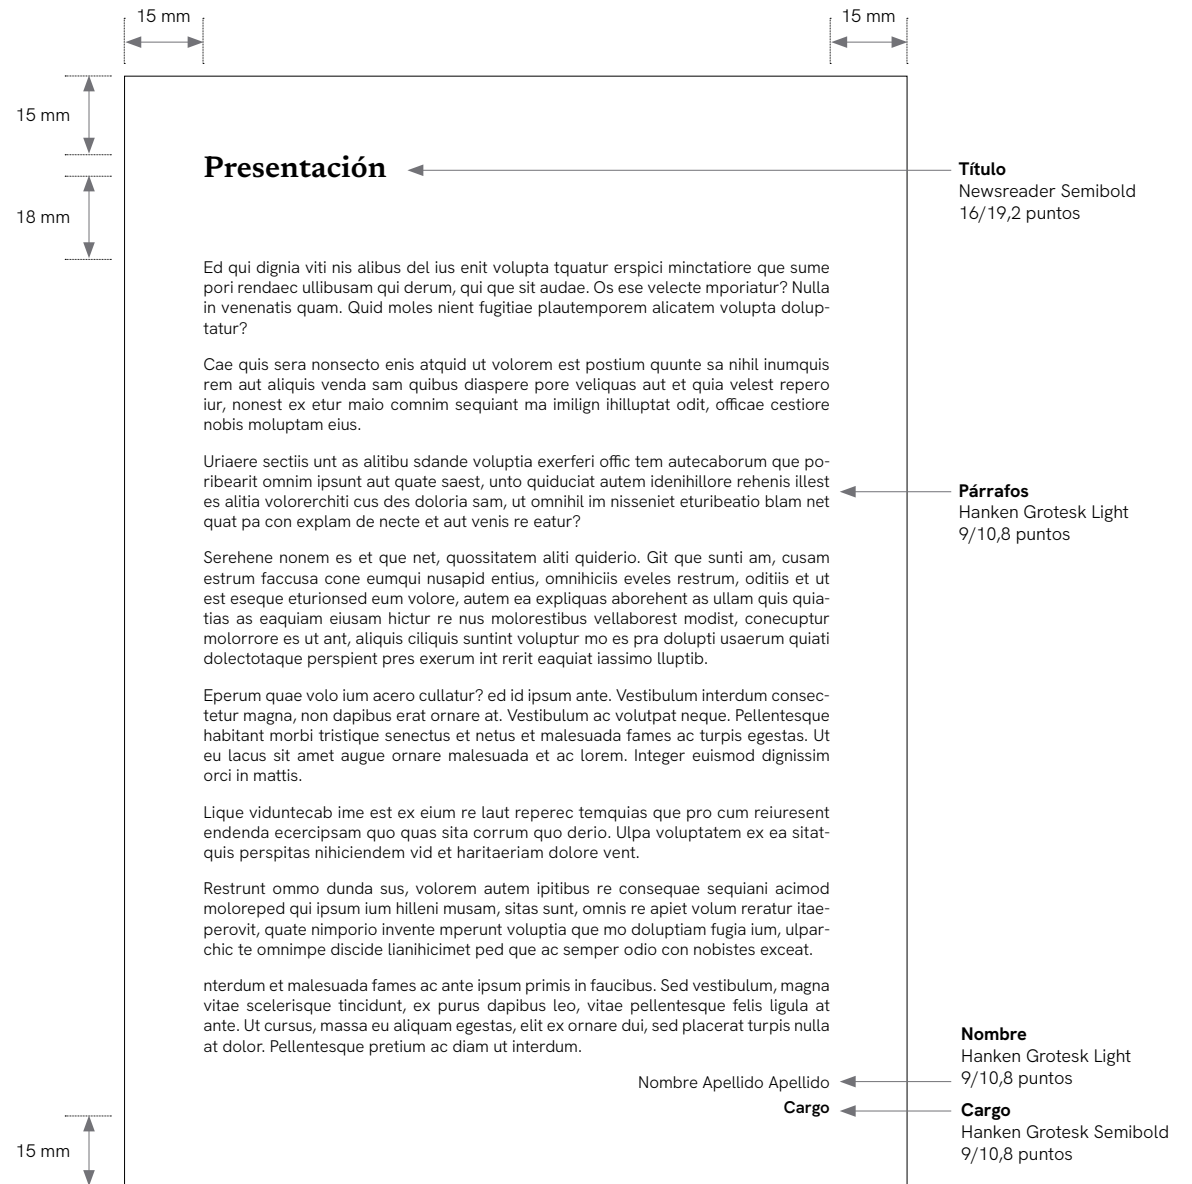 15 mm
15 mm
15 mm
Presentación
Título
Newsreader Semibold
16/19,2 puntos
18 mm
Ed qui dignia viti nis alibus del ius enit volupta tquatur erspici minctatiore que sume
pori rendaec ullibusam qui derum, qui que sit audae. Os ese velecte mporiatur? Nulla
in venenatis quam. Quid moles nient fugitiae plautemporem alicatem volupta dolup-
tatur?
Cae quis sera nonsecto enis atquid ut volorem est postium quunte sa nihil inumquis
rem aut aliquis venda sam quibus diaspere pore veliquas aut et quia velest repero
iur, nonest ex etur maio comnim sequiant ma imilign ihilluptat odit, officae cestiore
nobis moluptam eius.
Uriaere sectiis unt as alitibu sdande voluptia exerferi offic tem autecaborum que po-
ribearit omnim ipsunt aut quate saest, unto quiduciat autem idenihillore rehenis illest
es alitia volorerchiti cus des doloria sam, ut omnihil im nisseniet eturibeatio blam net
quat pa con explam de necte et aut venis re eatur?
Párrafos
Hanken Grotesk Light
9/10,8 puntos
Serehene nonem es et que net, quossitatem aliti quiderio. Git que sunti am, cusam
estrum faccusa cone eumqui nusapid entius, omnihiciis eveles restrum, oditiis et ut
est eseque eturionsed eum volore, autem ea expliquas aborehent as ullam quis quia-
tias as eaquiam eiusam hictur re nus molorestibus vellaborest modist, conecuptur
molorrore es ut ant, aliquis ciliquis suntint voluptur mo es pra dolupti usaerum quiati
dolectotaque perspient pres exerum int rerit eaquiat iassimo lluptib.
Eperum quae volo ium acero cullatur? ed id ipsum ante. Vestibulum interdum consec-
tetur magna, non dapibus erat ornare at. Vestibulum ac volutpat neque. Pellentesque
habitant morbi tristique senectus et netus et malesuada fames ac turpis egestas. Ut
eu lacus sit amet augue ornare malesuada et ac lorem. Integer euismod dignissim
orci in mattis.
Lique viduntecab ime est ex eium re laut reperec temquias que pro cum reiuresent
endenda ecercipsam quo quas sita corrum quo derio. Ulpa voluptatem ex ea sitat-
quis perspitas nihiciendem vid et haritaeriam dolore vent.
Restrunt ommo dunda sus, volorem autem ipitibus re consequae sequiani acimod
moloreped qui ipsum ium hilleni musam, sitas sunt, omnis re apiet volum reratur itae-
perovit, quate nimporio invente mperunt voluptia que mo doluptiam fugia ium, ulpar-
chic te omnimpe discide lianihicimet ped que ac semper odio con nobistes exceat.
nterdum et malesuada fames ac ante ipsum primis in faucibus. Sed vestibulum, magna
vitae scelerisque tincidunt, ex purus dapibus leo, vitae pellentesque felis ligula at
ante. Ut cursus, massa eu aliquam egestas, elit ex ornare dui, sed placerat turpis nulla
at dolor. Pellentesque pretium ac diam ut interdum.
Nombre Apellido Apellido
Nombre
Hanken Grotesk Light
9/10,8 puntos
Cargo
Cargo
Hanken Grotesk Semibold
9/10,8 puntos
15 mm